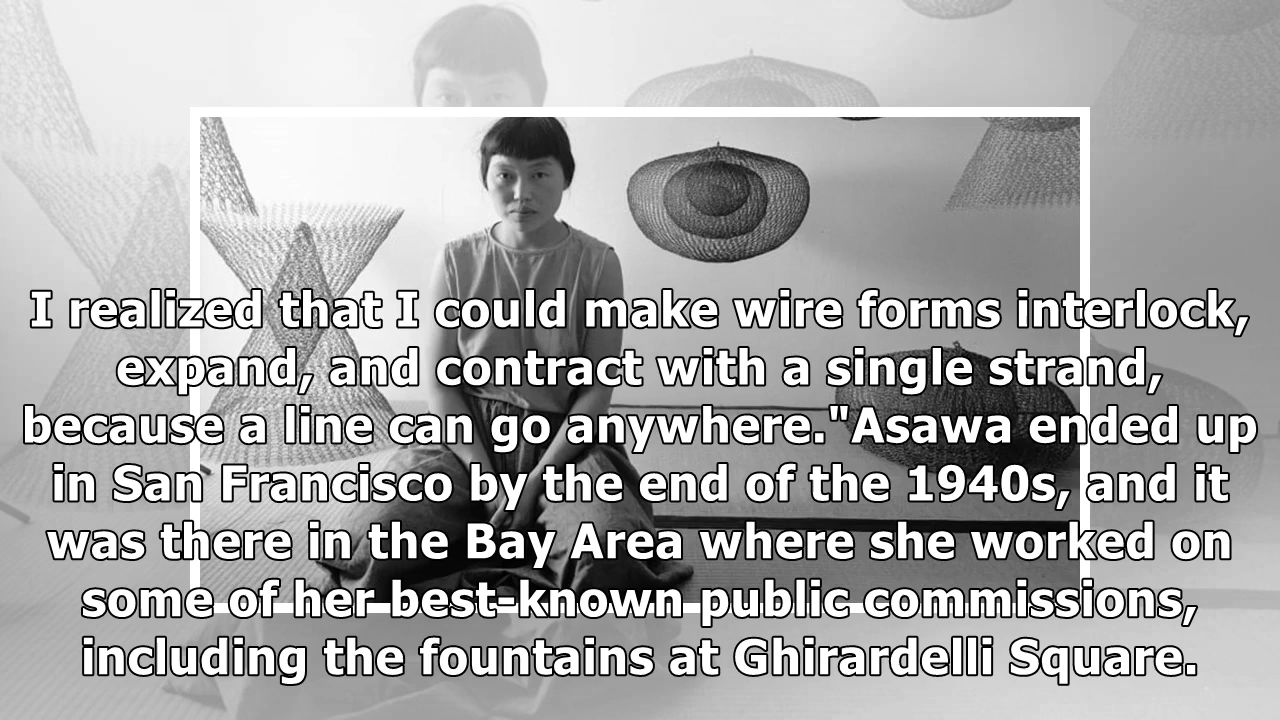 I realized that I could make wire forms interlock,
expand, and contract with a single strand,
because a line can go anywhere."Asawa ended up
in San Francisco by the end of the 1940s, and it
was there in the Bay Area where she worked on
some of her best-known public commissions,
including the fountains at Ghirardelli Square.